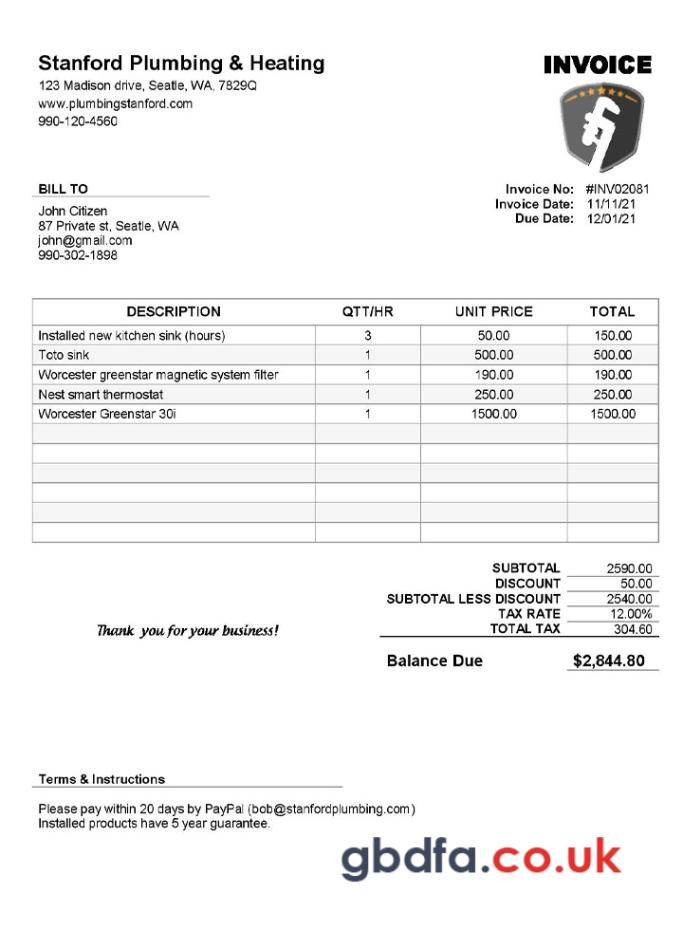 Stanford Plumbing & Heating
123 Madison drive, Seatle, WA, 7829Q
www.plumbingstanford.com
990-120-4560
INVOICE
BILL TO
John Citizen
87 Private st, Seatle, WA
john@gmail.com
990-302-1898
Invoice No: #INV02081
Invoice Date: 11/11/21
Due Date: 12/01/21
DESCRIPTION QTT/HR UNIT PRICE TOTAL
Installed new kitchen sink (hours) 3 50.00 150.00
Toto sink 1 500.00 500.00
Worcester greenstar magnetic system filter 1 190.00 190.00
Nest smart thermostat 1 250.00 250.00
Worcester Greenstar 30i 1 1500.00 1500.00
SUBTOTAL 2590.00
DISCOUNT 50.00
SUBTOTAL LESS DISCOUNT 2540.00
TAX RATE 12.00%
TOTAL TAX 304.60
Thank you for your business!
Balance Due $2,844.80
Terms & Instructions
Please pay within 20 days by PayPal (bob@stanfordplumbing.com)
Installed products have 5 year guarantee.
gbdfa.co.uk